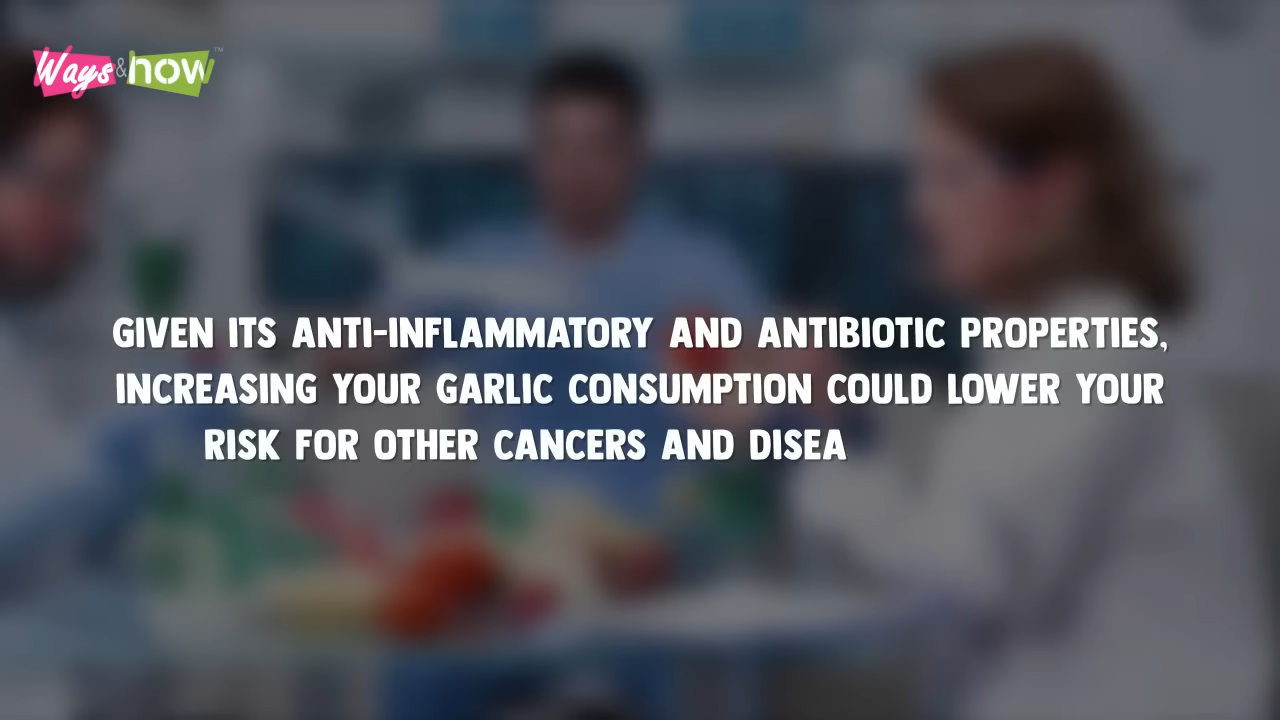 Ways & how ™
GIVEN ITS ANTI-INFLAMMATORY AND ANTIBIOTIC PROPERTIES,
INCREASING YOUR GARLIC CONSUMPTION COULD LOWER YOUR
RISK FOR OTHER CANCERS AND DISEA